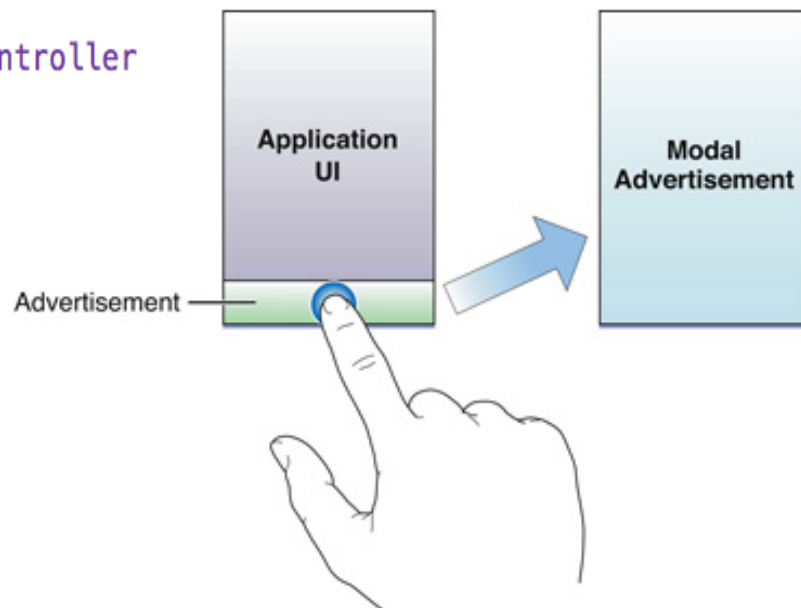 ntroller
Application
UI
Modal
Advertisement
Advertisement